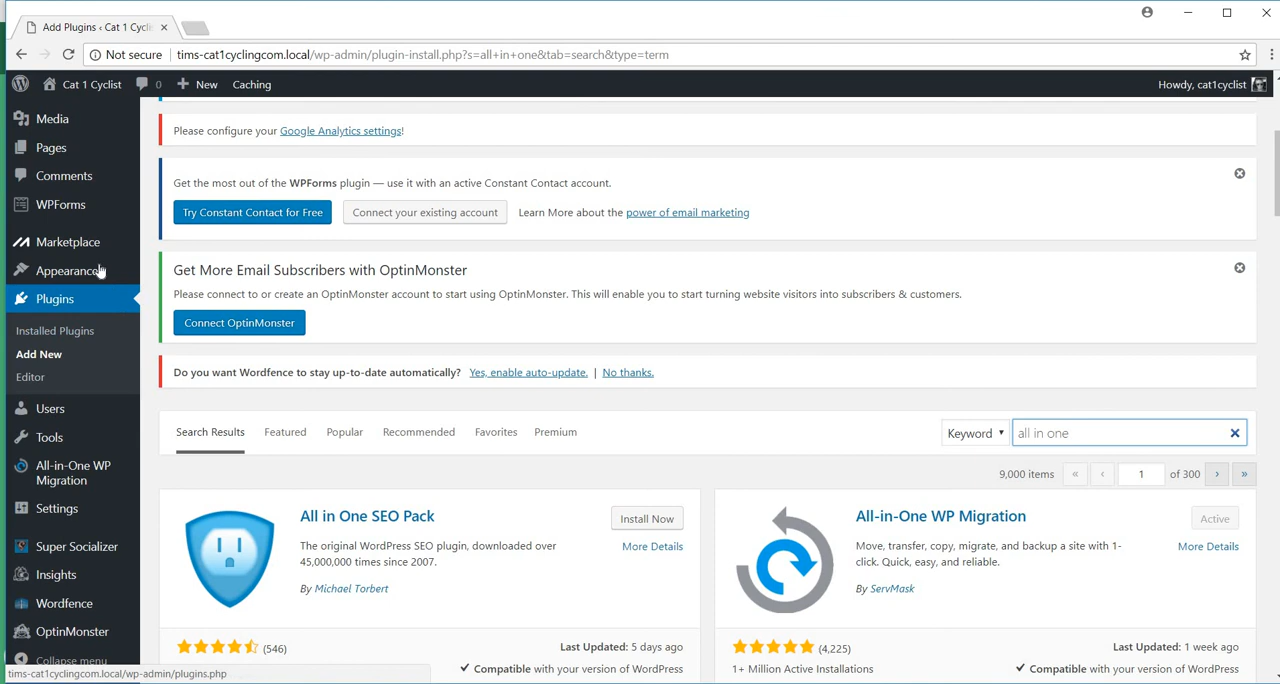 Add Plugins ‹ Cat 1 Cycli
Not secure | tims-cat1cyclingcom.local/wp-admin/plugin-install.php?s=all+in+one&tab=search&type=term
Cat 1 Cyclist 0 New Caching Howdy, cat1cyclist
Media
Pages
Comments
WPForms
Marketplace
Appearance
Plugins
Installed Plugins
Add New
Editor
Users
Tools
All-in-One WP
Migration
Settings
Super Socializer
Insights
Wordfence
OptinMonster
Collapse menu
tims-cat1cyclingcom.local/wp-admin/plugins.php
Please configure your Google Analytics settings!
Get the most out of the WPForms plugin — use it with an active Constant Contact account.
Try Constant Contact for Free Connect your existing account Learn More about the power of email marketing
Get More Email Subscribers with OptinMonster
Please connect to or create an OptinMonster account to start using OptinMonster. This will enable you to start turning website visitors into subscribers & customers.
Connect OptinMonster
Do you want Wordfence to stay up-to-date automatically? Yes, enable auto-update. | No thanks.
Search Results Featured Popular Recommended Favorites Premium Keyword all in one
9,000 items « ‹ 1 of 300 › »
All in One SEO Pack
Install Now
The original WordPress SEO plugin, downloaded over
45,000,000 times since 2007.
More Details
By Michael Torbert
(546)
Last Updated: 5 days ago
Compatible with your version of WordPress
All-in-One WP Migration
Active
Move, transfer, copy, migrate, and backup a site with 1-
click. Quick, easy, and reliable.
More Details
By ServMask
(4,225)
Last Updated: 1 week ago
1+ Million Active Installations
Compatible with your version of WordPress